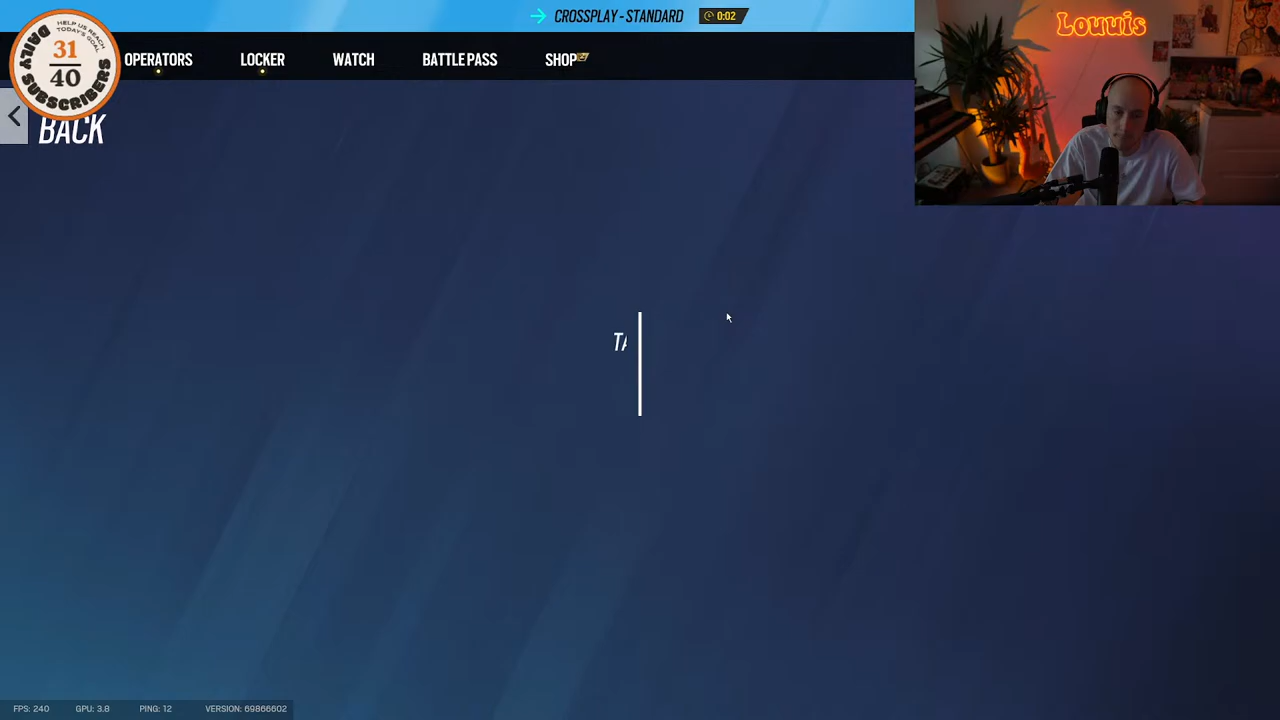 CROSSPLAY - STANDARD 0:02
Louuis
HELP US REACH
TODAY'S GOAL
31
40
DAILY SUBSCRIBERS
OPERATORS
LOCKER
WATCH
BATTLE PASS
SHOP
BACK
FPS: 240 GPU: 3.8 PING: 12 VERSION: 69866602